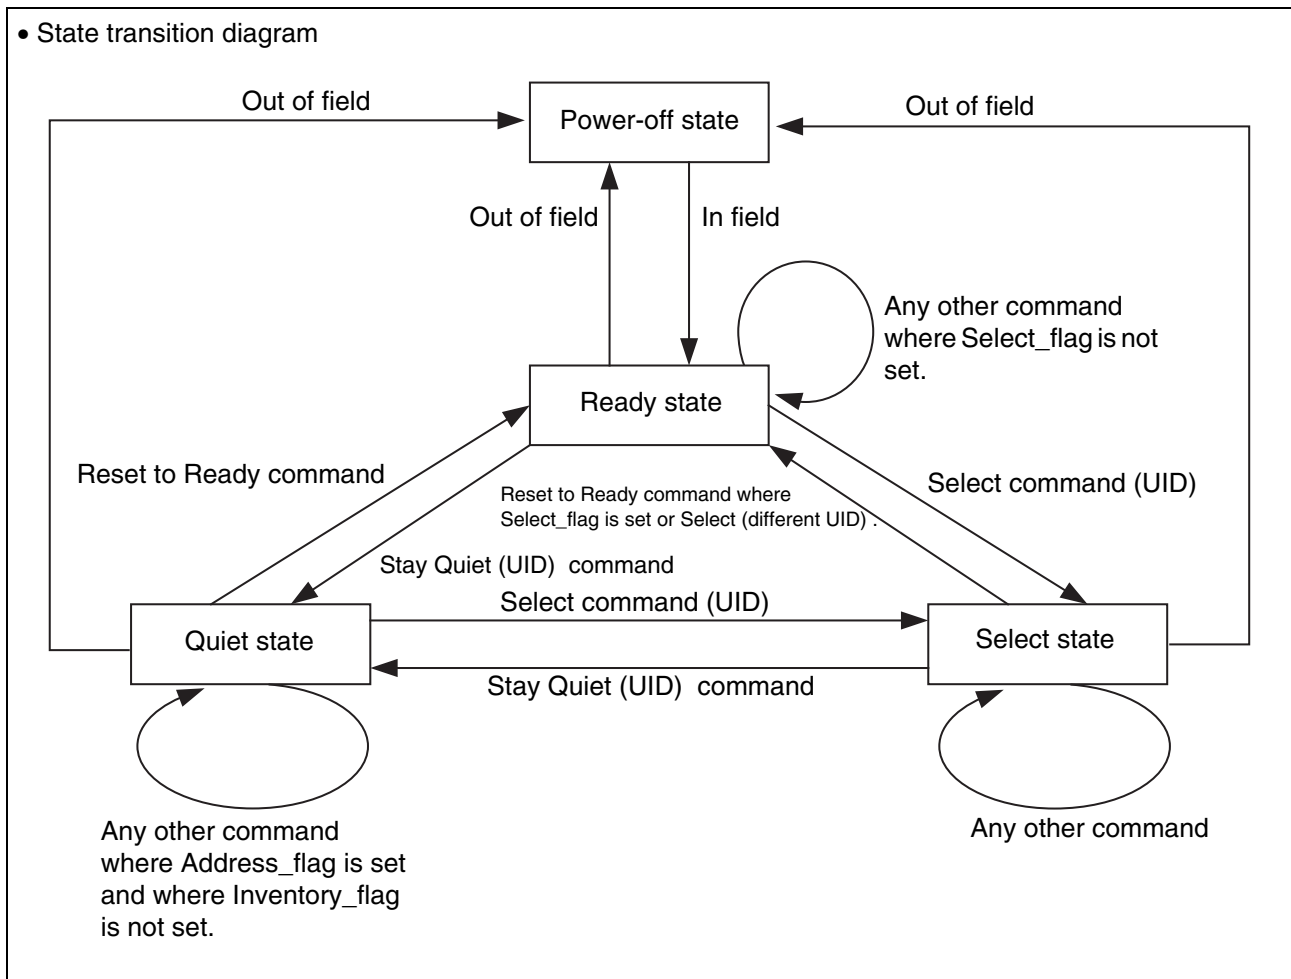 • State transition diagram
Out of field
Power-off state
Out of field
Out of field
In field
Any other command
where Select_flag is not
set.
Ready state
Reset to Ready command
Select command (UID)
Reset to Ready command where
Select_flag is set or Select (different UID) .
Stay Quiet (UID) command
Select command (UID)
Quiet state
Select state
Stay Quiet (UID) command
Any other command
where Address_flag is set
and where Inventory_flag
is not set.
Any other command